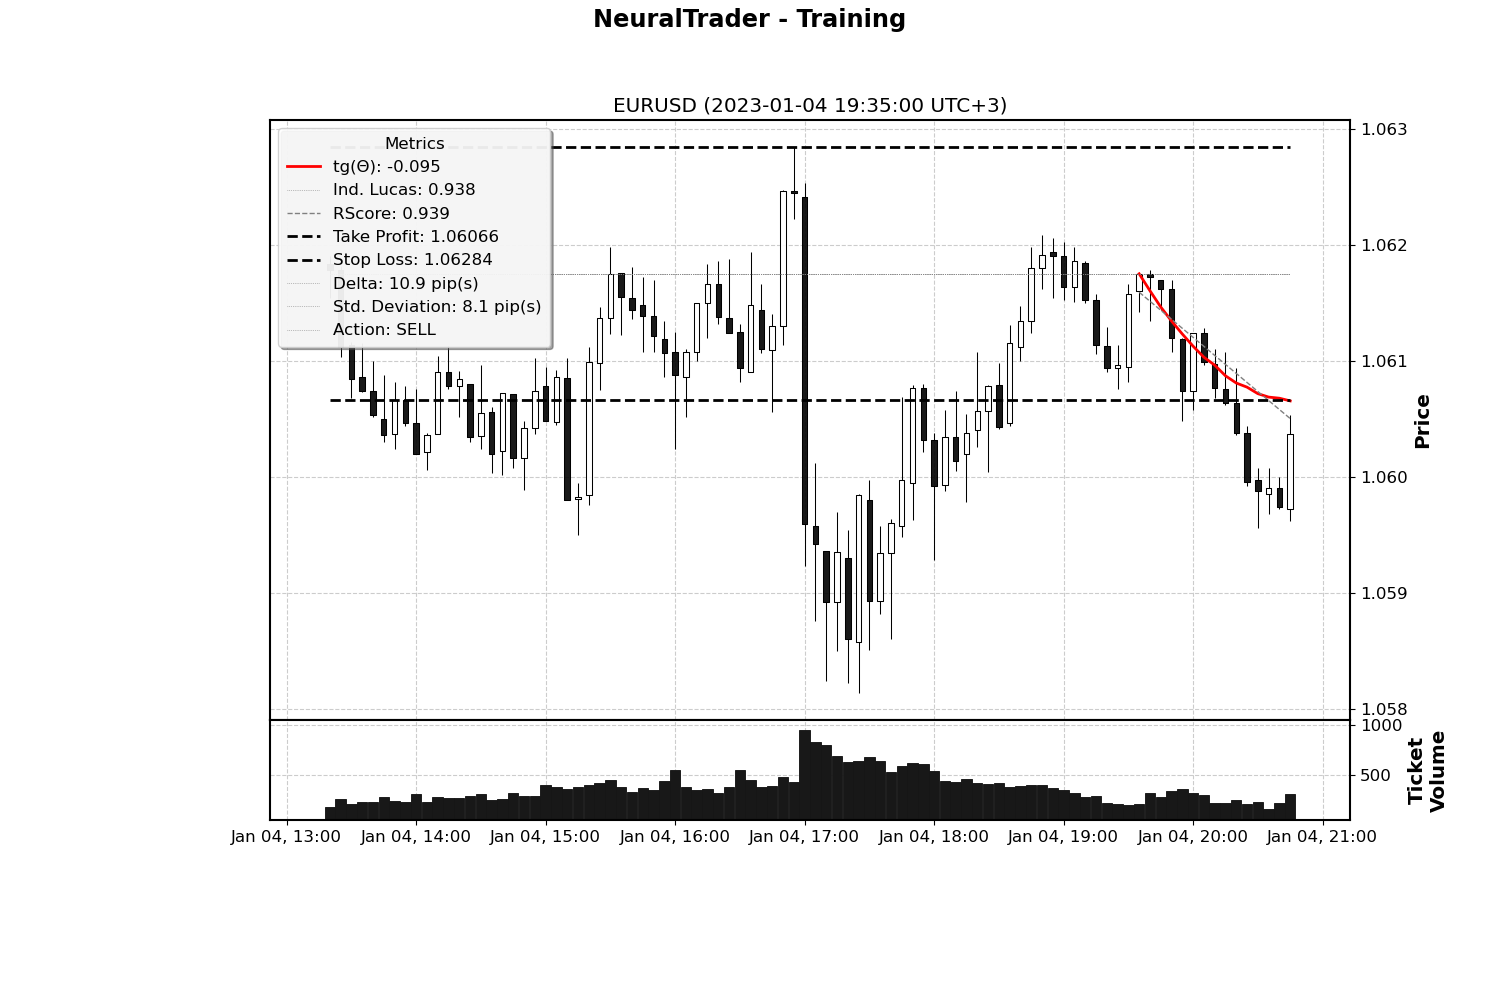 NeuralTrader - Training
EURUSD (2023-01-04 19:35:00 UTC+3)
Metrics
tg(Θ): -0.095
Ind. Lucas: 0.938
RScore: 0.939
Take Profit: 1.06066
Stop Loss: 1.06284
Delta: 10.9 pip(s)
Std. Deviation: 8.1 pip(s)
Action: SELL
1.063
1.062
1.061
1.060
1.059
1.058
Price
1000
500
Ticket
Volume
Jan 04, 13:00 Jan 04, 14:00 Jan 04, 15:00 Jan 04, 16:00 Jan 04, 17:00 Jan 04, 18:00 Jan 04, 19:00 Jan 04, 20:00 Jan 04, 21:00